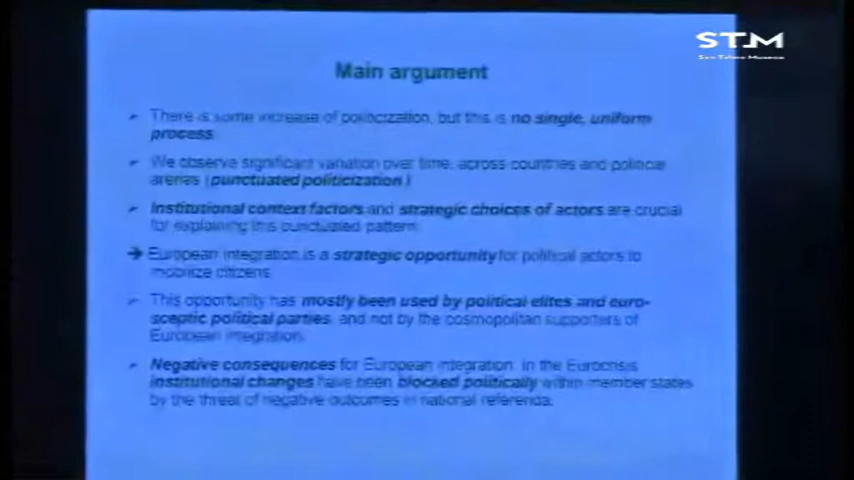 STM
San Telmo Museoa
Main argument
There is some increase of politicization, but this is no single, uniform
process.
We observe significant variation over time, across countries and political
arenas (punctuated politicization)
Institutional context factors and strategic choices of actors are crucial
for explaining this punctuated pattern.
➔ European integration is a strategic opportunity for political actors to
mobilize citizens.
This opportunity has mostly been used by political elites and euro-
sceptic political parties, and not by the cosmopolitan supporters of
European integration.
Negative consequences for European integration: In the Eurocrisis
institutional changes have been blocked politically within member states
by the threat of negative outcomes in national referenda.